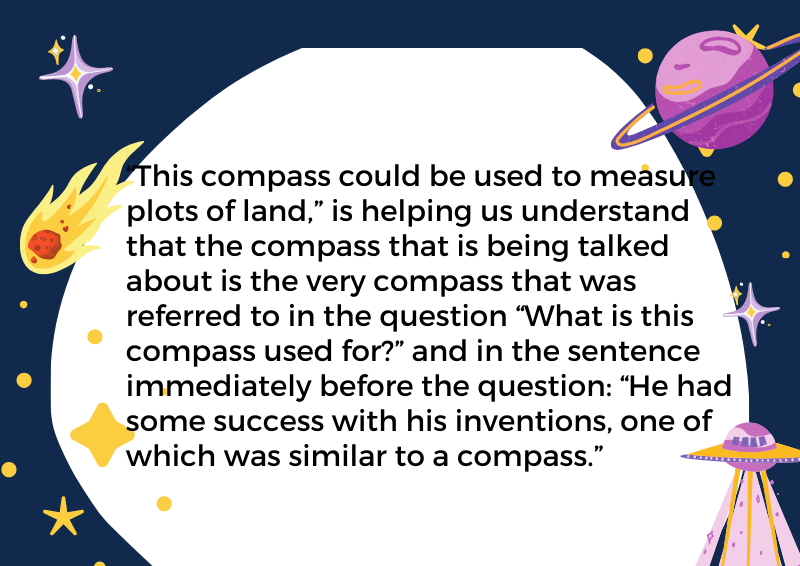 “This compass could be used to measure
plots of land,” is helping us understand
that the compass that is being talked
about is the very compass that was
referred to in the question “What is this
compass used for?” and in the sentence
immediately before the question: “He had
some success with his inventions, one of
which was similar to a compass.”